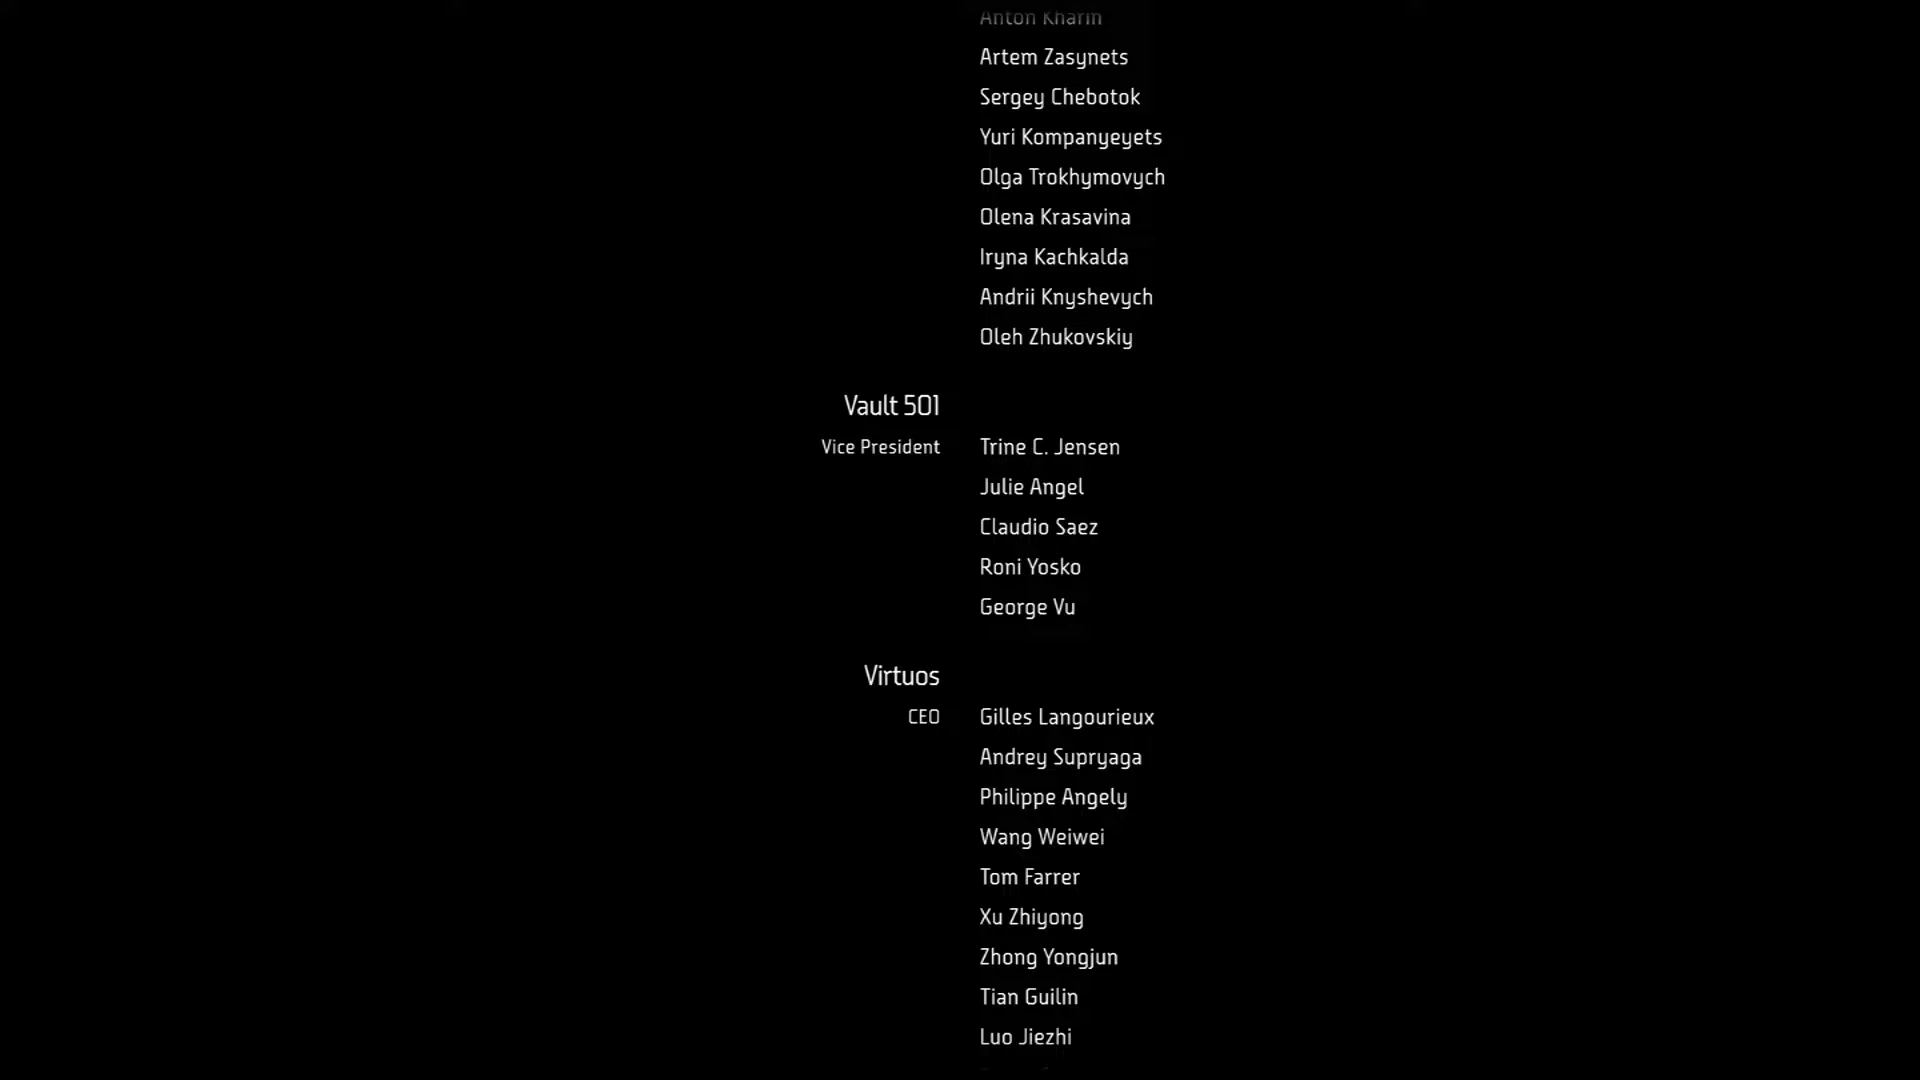 Anton Kharin
Artem Zasynets
Sergey Chebotok
Yuri Kompanyeyets
Olga Trokhymovych
Olena Krasavina
Iryna Kachkalda
Andrii Knyshevych
Oleh Zhukovskiy
Vault 501
Vice President Trine C. Jensen
Julie Angel
Claudio Saez
Roni Yosko
George Vu
Virtuos
CEO Gilles Langourieux
Andrey Supryaga
Philippe Angely
Wang Weiwei
Tom Farrer
Xu Zhiyong
Zhong Yongjun
Tian Guilin
Luo Jiezhi